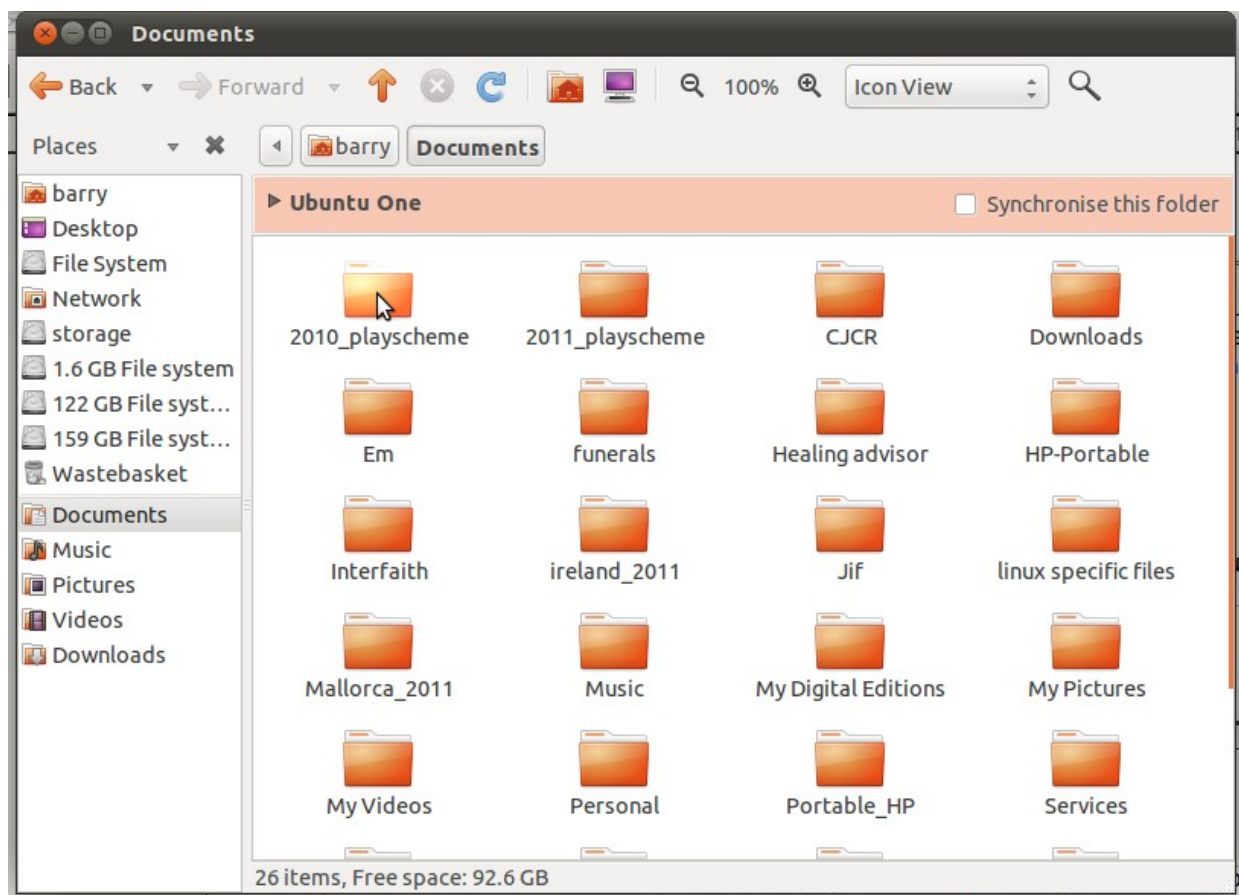 Documents
Back Forward 100% Icon View
Places barry Documents
barry
Desktop
File System
Network
storage
1.6 GB File system
122 GB File syst...
159 GB File syst...
Wastebasket
Documents
Music
Pictures
Videos
Downloads
Ubuntu One Synchronise this folder
2010_playscheme 2011_playscheme CJCR Downloads
Em funerals Healing advisor HP-Portable
Interfaith ireland_2011 Jif linux specific files
Mallorca_2011 Music My Digital Editions My Pictures
My Videos Personal Portable_HP Services
26 items, Free space: 92.6 GB